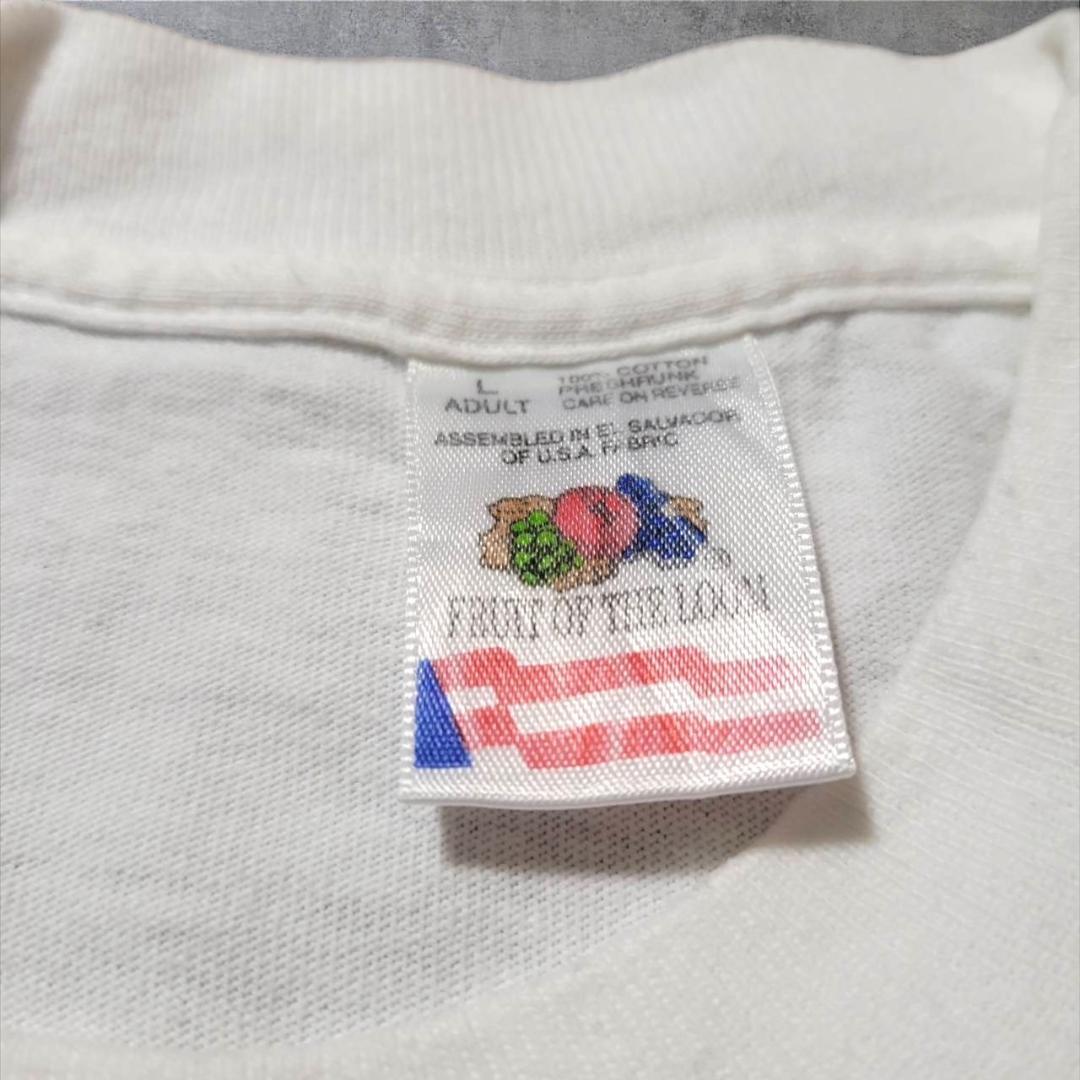 L
ADULT
100% COTTON
PRESHRUNK
CARE ON REVERSE
ASSEMBLED IN EL SALVADOR
OF U.S.A. FABRIC
FRUIT OF THE LOOM